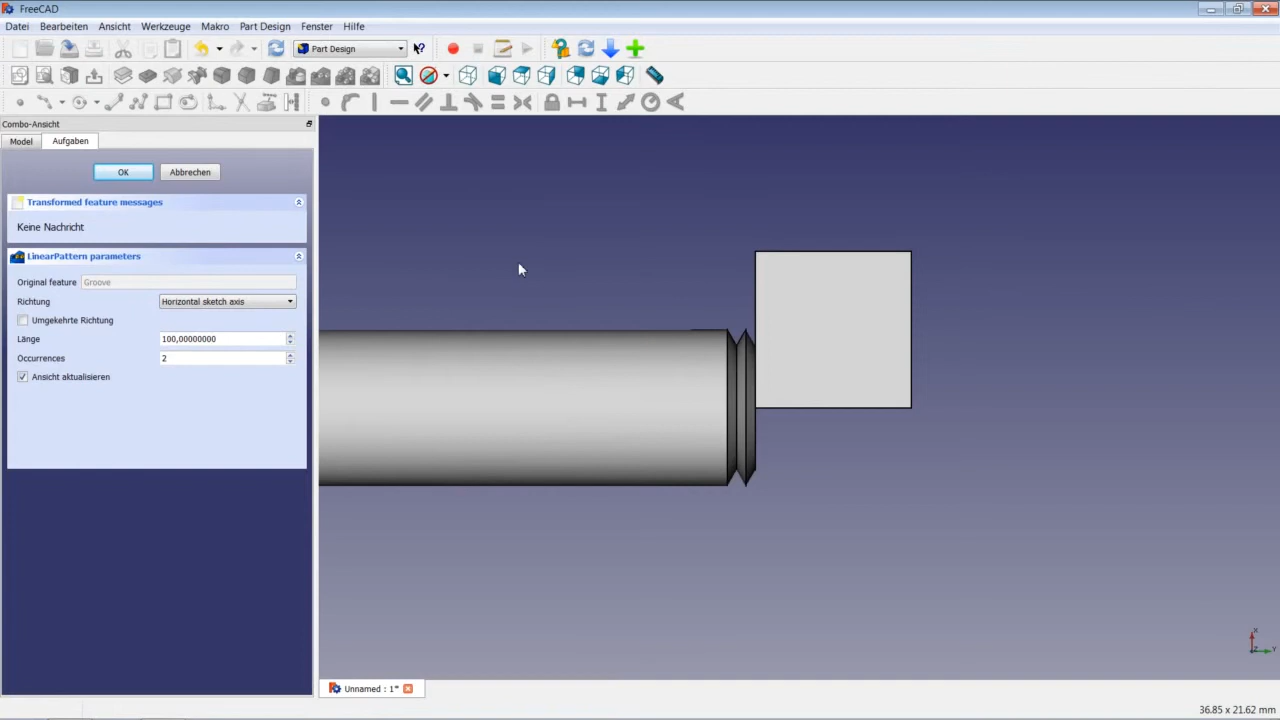 FreeCAD
Datei Bearbeiten Ansicht Werkzeuge Makro Part Design Fenster Hilfe
Part Design
Combo-Ansicht
Model Aufgaben
OK Abbrechen
Transformed feature messages
Keine Nachricht
LinearPattern parameters
Original feature Groove
Richtung Horizontal sketch axis
Umgekehrte Richtung
Länge 100,00000000
Occurrences 2
Ansicht aktualisieren
X
Z Y
Unnamed : 1*
36.85 x 21.62 mm